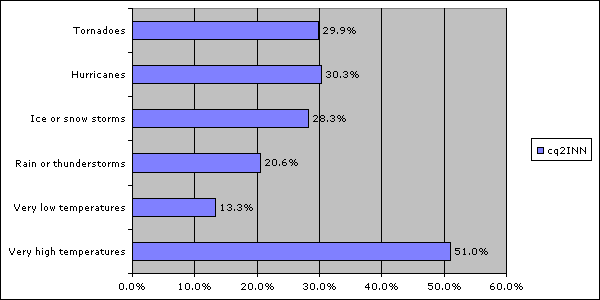 Tornadoes 29.9%
Hurricanes 30.3%
Ice or snow storms 28.3%
Rain or thunderstorms 20.6%
Very low temperatures 13.3%
Very high temperatures 51.0%
0.0% 10.0% 20.0% 30.0% 40.0% 50.0% 60.0%
cq2INN